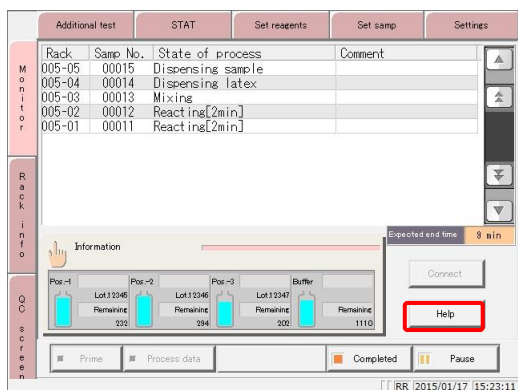 Additional test STAT Set reagents Set samp Settings
Monitor
Rack info
QC screen
Rack Samp No. State of process Comment
005-05 00015 Dispensing sample
005-04 00014 Dispensing latex
005-03 00013 Mixing
005-02 00012 Reacting[2min]
005-01 00011 Reacting[2min]
Expected end time 9 min
Information
Pos.-1 Pos.-2 Pos.-3 Buffer
Lot.12345 Lot.12346 Lot.12347
Remaining Remaining Remaining Remaining
232 294 202 1110
Connect
Help
Prime Process data Completed Pause
RR 2015/01/17 15:23:11